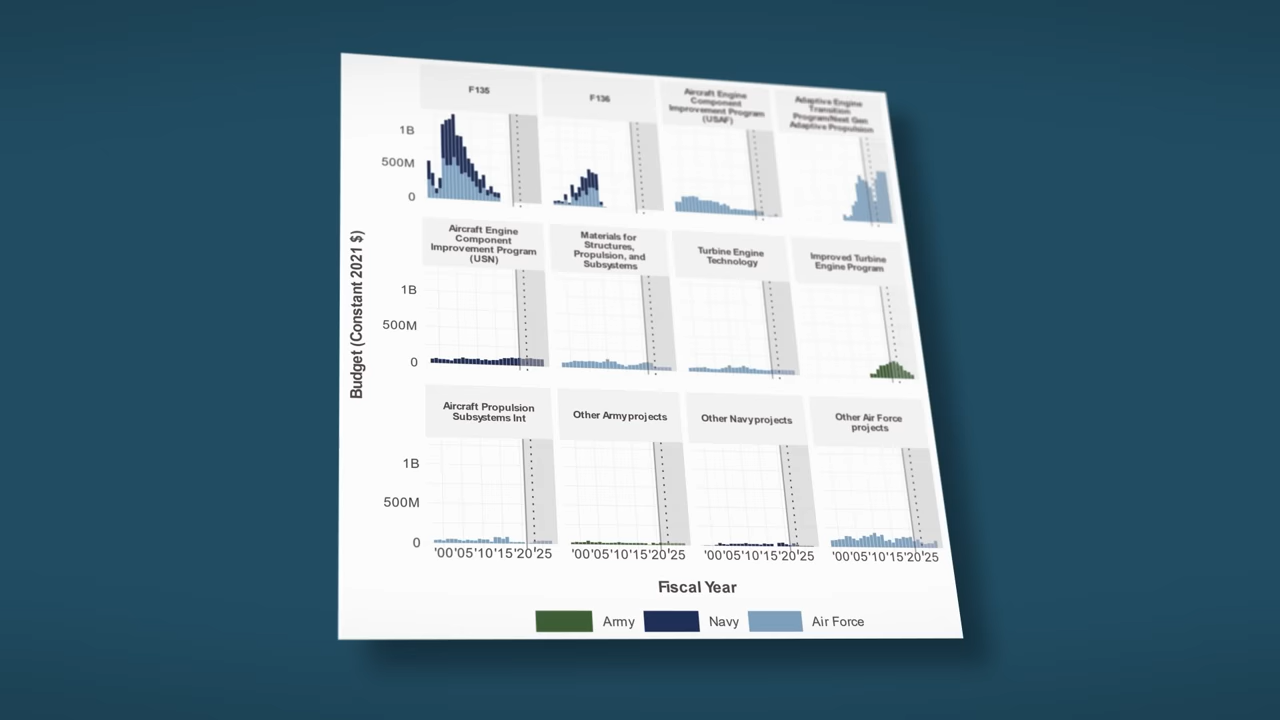 F135
F136
Aircraft Engine
Component
Improvement Program
(USAF)
Adaptive Engine
Transition
Program/Next Gen
Adaptive Propulsion
1B
500M
0
Aircraft Engine
Component
Improvement Program
(USN)
Materials for
Structures,
Propulsion, and
Subsystems
Turbine Engine
Technology
Improved Turbine
Engine Program
1B
500M
0
Budget (Constant 2021 $)
Aircraft Propulsion
Subsystems Int
Other Army projects
Other Navy projects
Other Air Force
projects
1B
500M
0
'00 '05 '10 '15 '20 '25
'00 '05 '10 '15 '20 '25
'00 '05 '10 '15 '20 '25
'00 '05 '10 '15 '20 '25
Fiscal Year
Army
Navy
Air Force